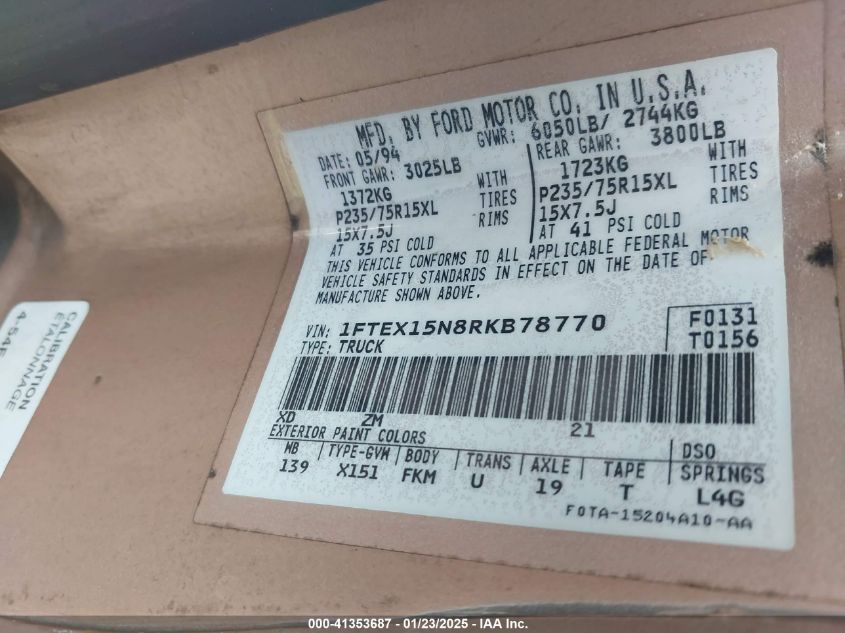 MFD. BY FORD MOTOR CO. IN U.S.A.
DATE: 05/94 GVWR: 6050LB/ 2744KG
FRONT GAWR: 3025LB REAR GAWR: 3800LB
1372KG WITH 1723KG WITH
P235/75R15XL TIRES P235/75R15XL TIRES
15X7.5J RIMS 15X7.5J RIMS
AT 35 PSI COLD AT 41 PSI COLD
THIS VEHICLE CONFORMS TO ALL APPLICABLE FEDERAL MOTOR
VEHICLE SAFETY STANDARDS IN EFFECT ON THE DATE OF
MANUFACTURE SHOWN ABOVE.
VIN: 1FTEX15N8RKB78770 F0131
TYPE: TRUCK T0156
XD ZM 21
EXTERIOR PAINT COLORS DSO
WB TYPE-GVW BODY TRANS AXLE TAPE SPRINGS
139 X151 FKM U 19 T L4G
F0TA-15204A10-AA
CALIBRATION
ETALONNAGE
4-54E
000-41353687 — 01/23/2025 — IAAI.com